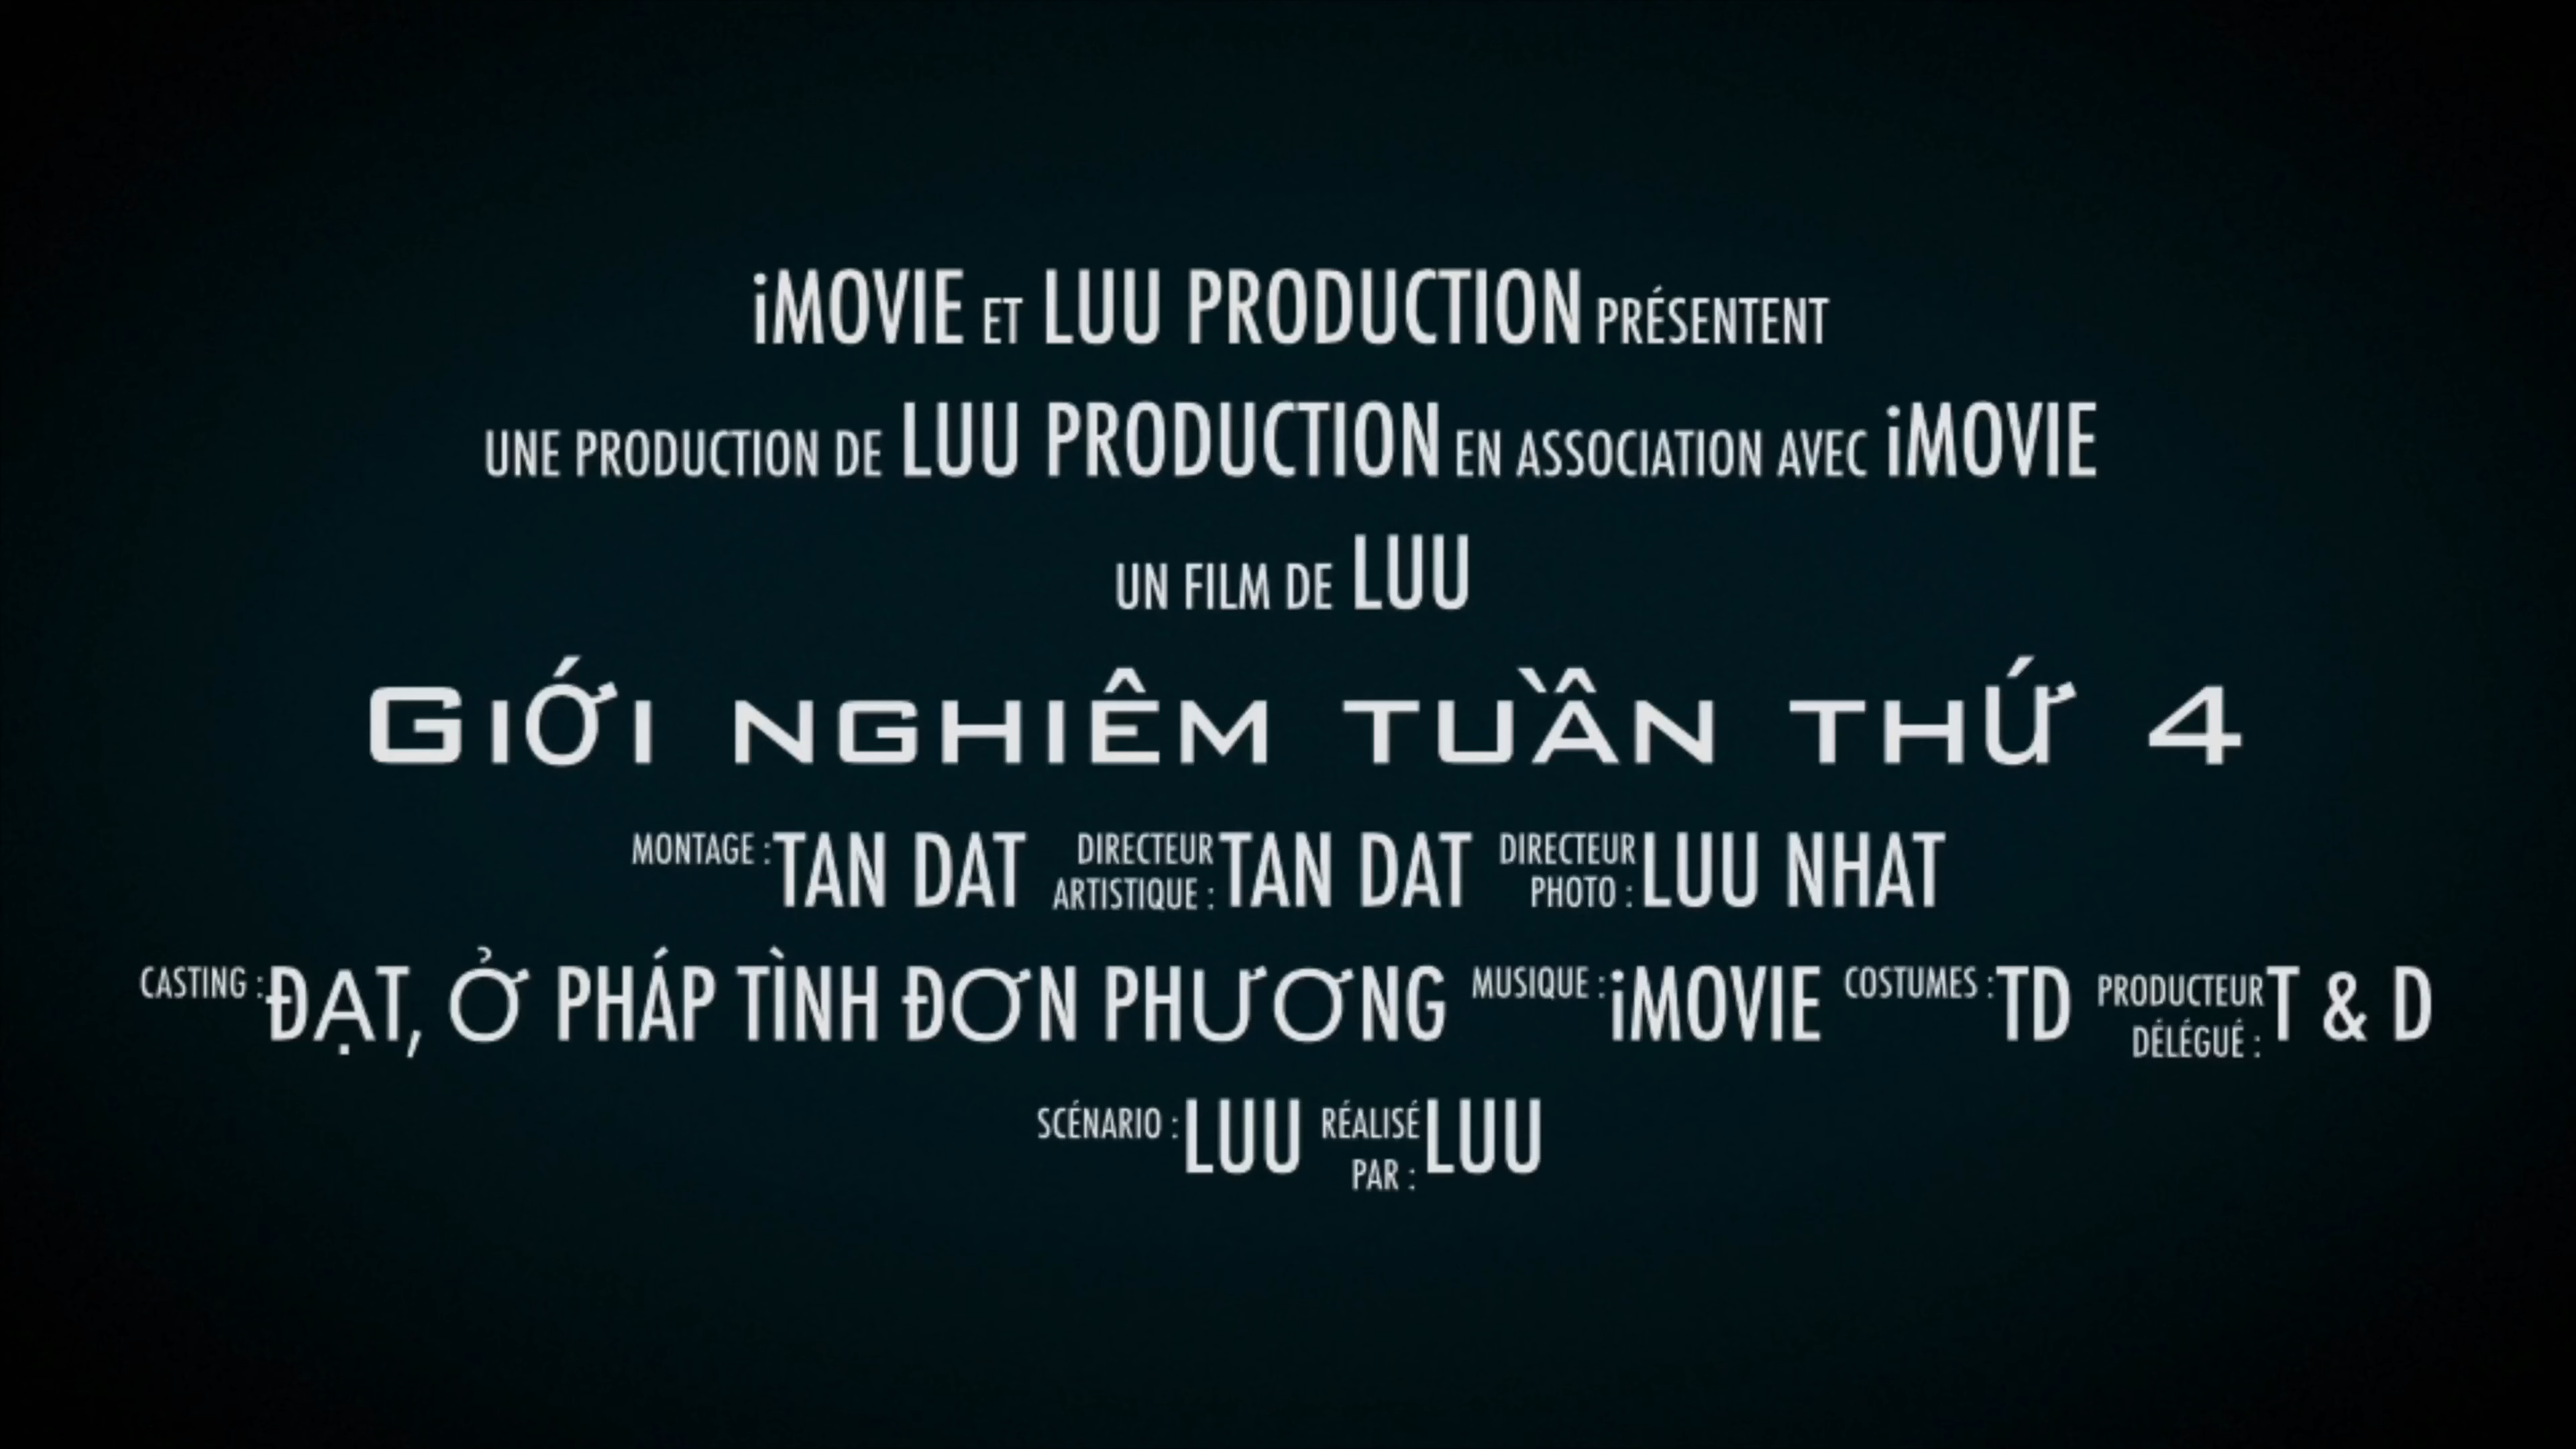 iMOVIE ET LUU PRODUCTION PRÉSENTENT
UNE PRODUCTION DE LUU PRODUCTION EN ASSOCIATION AVEC iMOVIE
UN FILM DE LUU
GIỚI NGHIÊM TUẦN THỨ 4
MONTAGE : TAN DAT DIRECTEUR ARTISTIQUE : TAN DAT DIRECTEUR PHOTO : LUU NHAT
CASTING : ĐẠT, Ở PHÁP TÌNH ĐƠN PHƯƠNG MUSIQUE : iMOVIE COSTUMES : TD PRODUCTEUR DÉLÉGUÉ : T & D
SCÉNARIO : LUU RÉALISÉ PAR : LUU